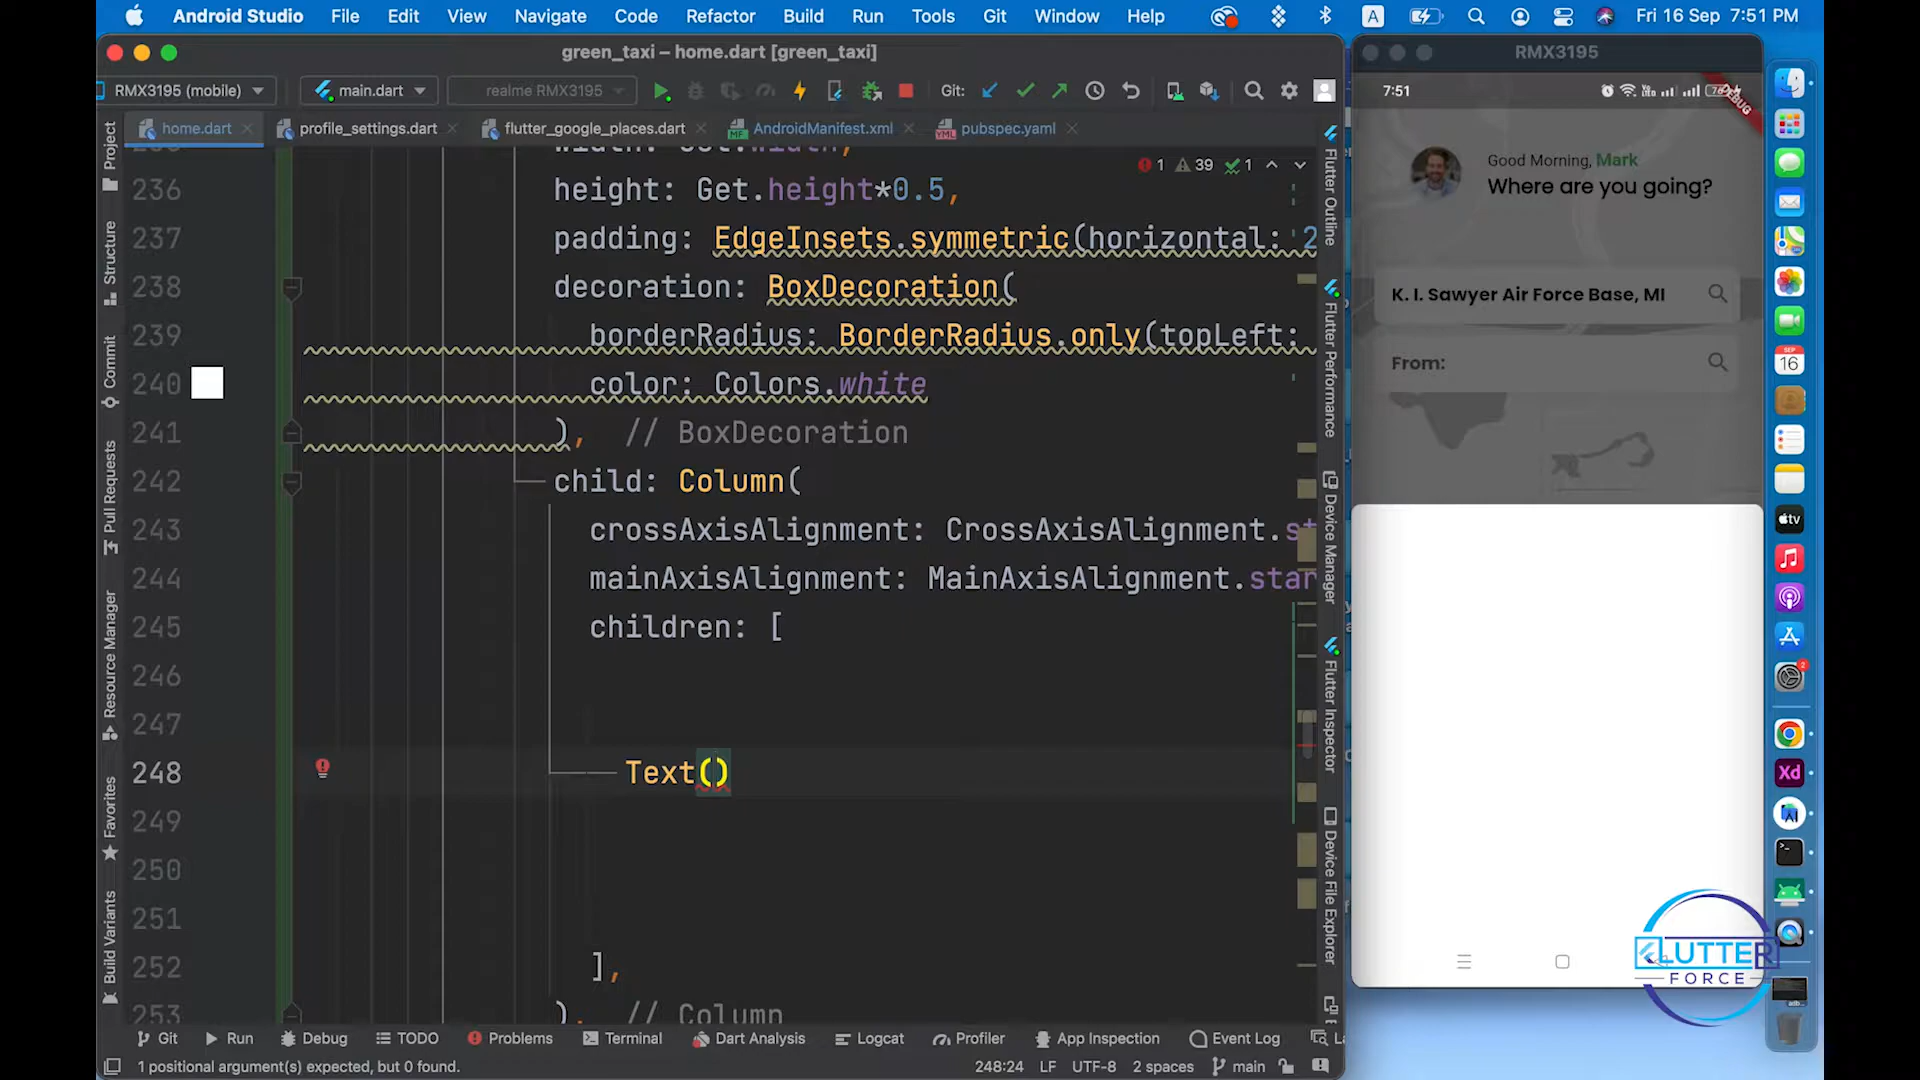 Android Studio File Edit View Navigate Code Refactor Build Run Tools Git Window Help A Fri 16 Sep 7:51 PM
green_taxi – home.dart [green_taxi]
RMX3195 (mobile) main.dart realme RMX3195 Git:
home.dart profile_settings.dart flutter_google_places.dart AndroidManifest.xml pubspec.yaml
1 39 1
236 height: Get.height*0.5,
237 padding: EdgeInsets.symmetric(horizontal: 2
238 decoration: BoxDecoration(
239 borderRadius: BorderRadius.only(topLeft:
240 color: Colors.white
241 ), // BoxDecoration
242 child: Column(
243 crossAxisAlignment: CrossAxisAlignment.st
244 mainAxisAlignment: MainAxisAlignment.star
245 children: [
246
247
248 Text()
249
250
251
252 ],
253 ), // Column
Project
Structure
Commit
Pull Requests
Resource Manager
Favorites
Build Variants
Flutter Outline
Flutter Performance
Device Manager
Flutter Inspector
Device File Explorer
Git Run Debug TODO Problems Terminal Dart Analysis Logcat Profiler App Inspection Event Log La
1 positional argument(s) expected, but 0 found. 248:24 LF UTF-8 2 spaces main
RMX3195
7:51
DEBUG
Good Morning, Mark
Where are you going?
K. I. Sawyer Air Force Base, MI
From:
SEP
16
tv
2
Xd
FLUTTER
FORCE